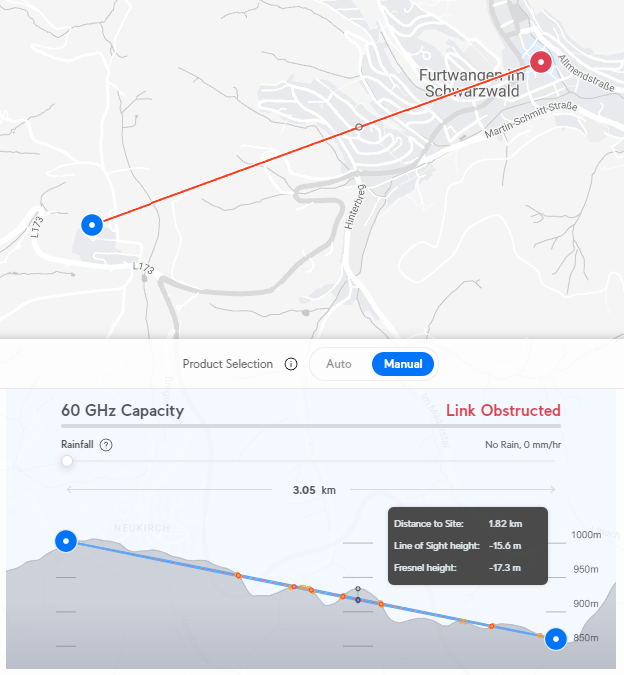 Furtwangen im
Schwarzwald
Allmendstraße
Martin-Schmitt-Straße
Hinterbreg
L173
L173
Product Selection
Auto
Manual
60 GHz Capacity
Link Obstructed
Rainfall
?
No Rain, 0 mm/hr
3.05 km
Distance to Site: 1.82 km
Line of Sight height: -15.6 m
Fresnel height: -17.3 m
NEUKIRCH
1000m
950m
900m
850m